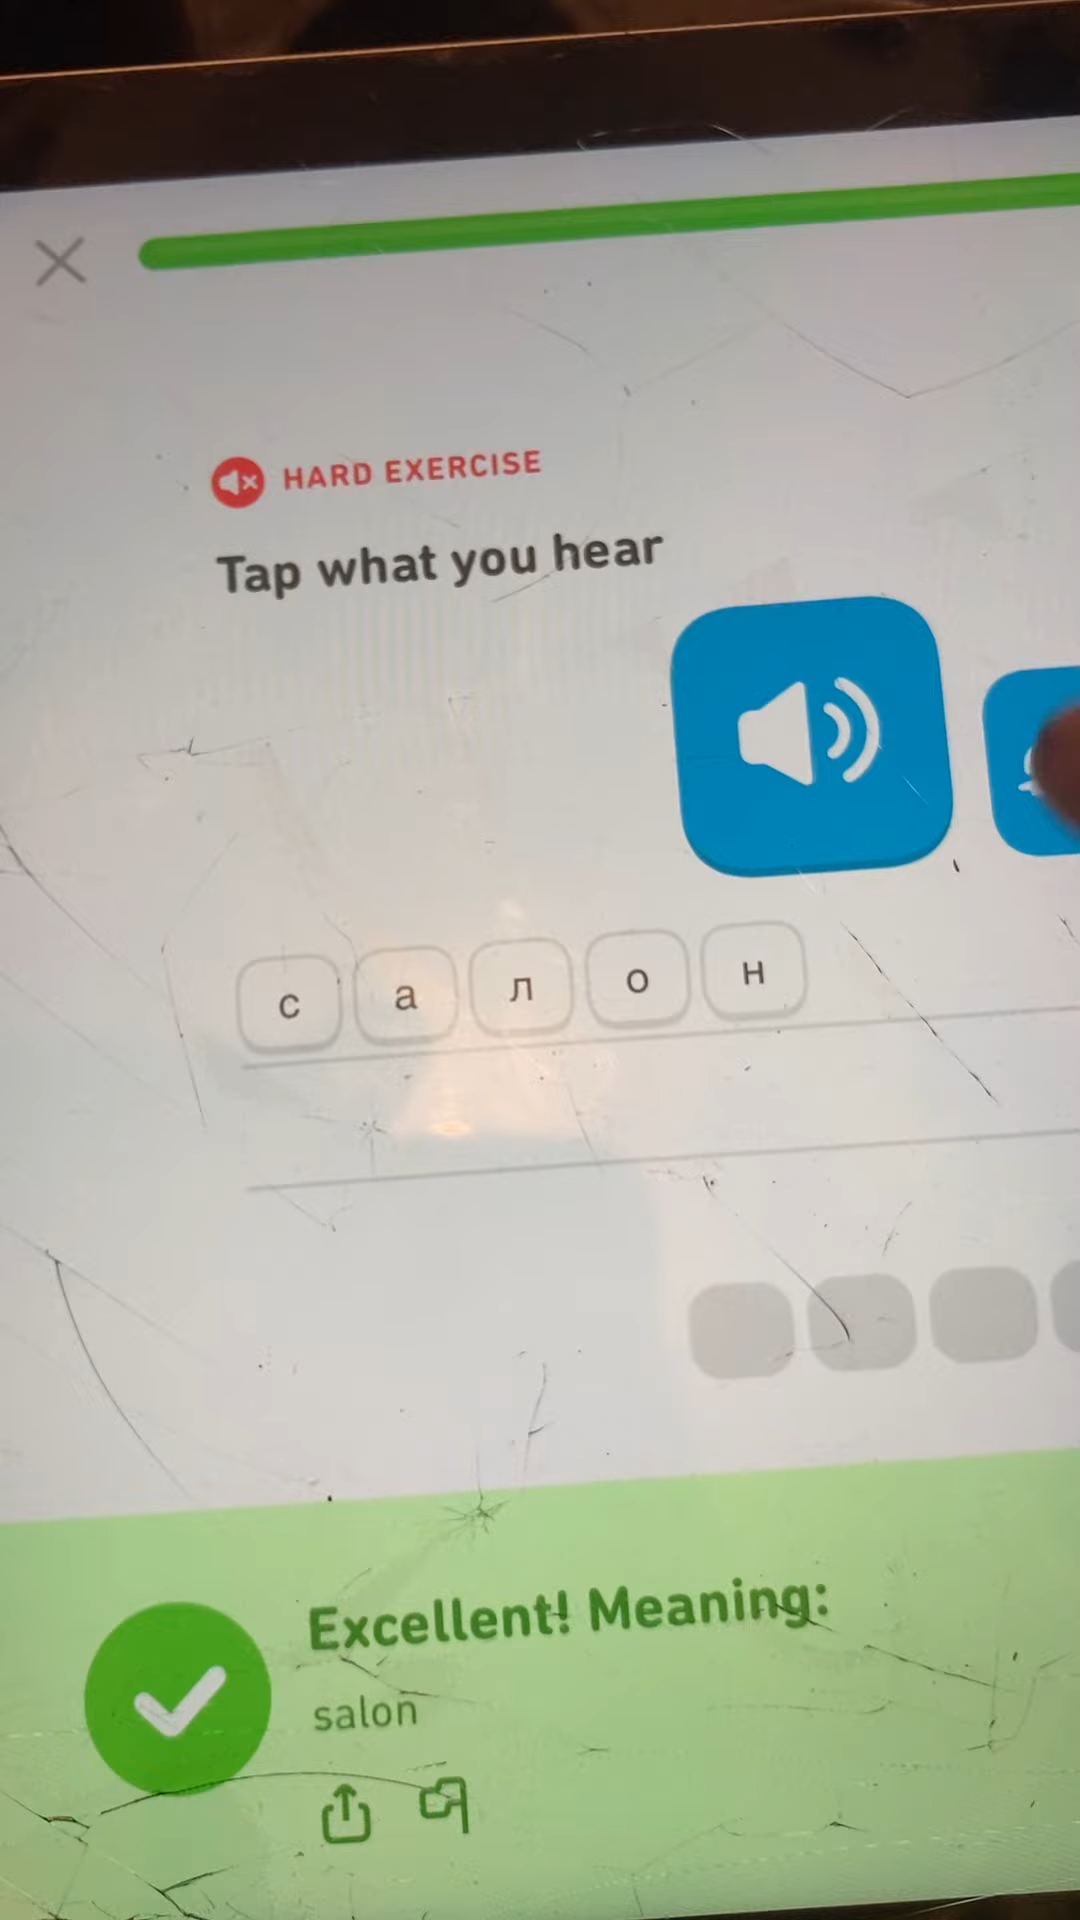 HARD EXERCISE
Tap what you hear
с а л о н
Excellent! Meaning:
salon